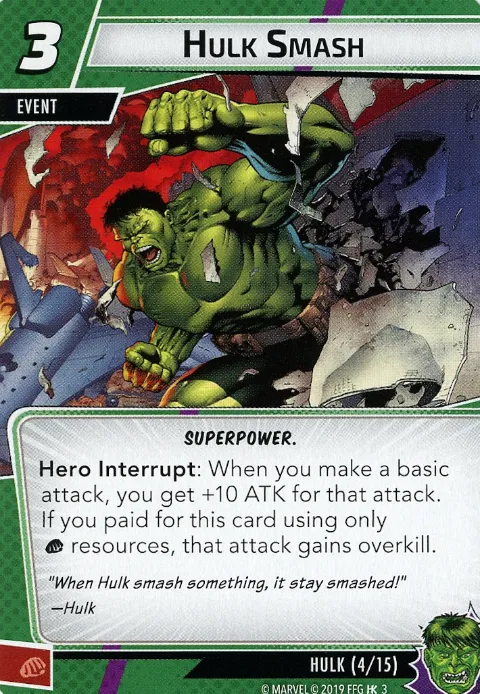 3
Hulk Smash
EVENT
SUPERPOWER.
Hero Interrupt: When you make a basic
attack, you get +10 ATK for that attack.
If you paid for this card using only
resources, that attack gains overkill.
"When Hulk smash something, it stay smashed!"
—Hulk
HULK (4/15)
© MARVEL © 2019 FFG HK 3